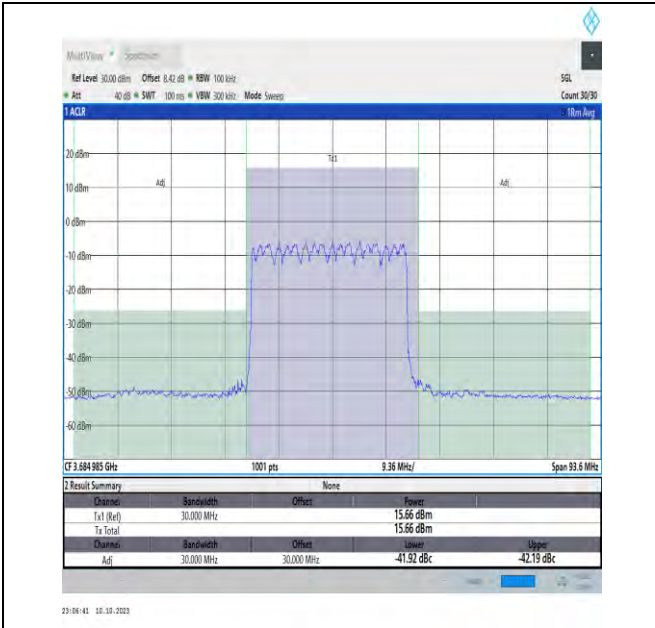 MultiView Spectrum
Ref Level 30.00 dBm Offset 8.42 dB RBW 100 kHz SGL
Att 40 dB SWT 100 ms VBW 300 kHz Mode Sweep Count 30/30
1 ACLR 1Rm Avg
20 dBm
Tx1
Adj Adj
10 dBm
0 dBm
-10 dBm
-20 dBm
-30 dBm
-40 dBm
-50 dBm
-60 dBm
CF 3.684 985 GHz 1001 pts 9.36 MHz/ Span 93.6 MHz
2 Result Summary None
Channel Bandwidth Offset Power
Tx1 (Ref) 30.000 MHz 15.66 dBm
Tx Total 15.66 dBm
Channel Bandwidth Offset Lower Upper
Adj 30.000 MHz 30.000 MHz -41.92 dBc -42.19 dBc
23:06:41 10.10.2023